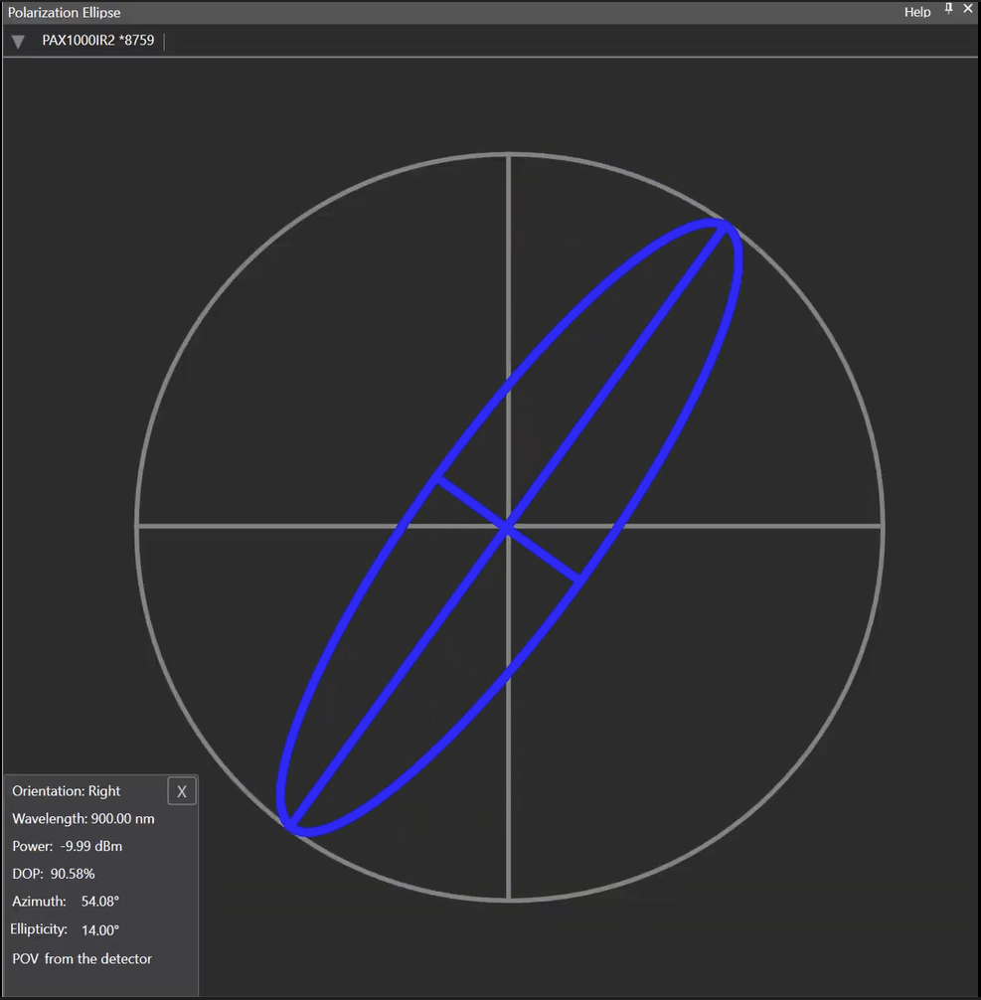 Polarization Ellipse
Help
PAX1000IR2 *8759
Orientation: Right
X
Wavelength: 900.00 nm
Power: -9.99 dBm
DOP: 90.58%
Azimuth: 54.08°
Ellipticity: 14.00°
POV from the detector